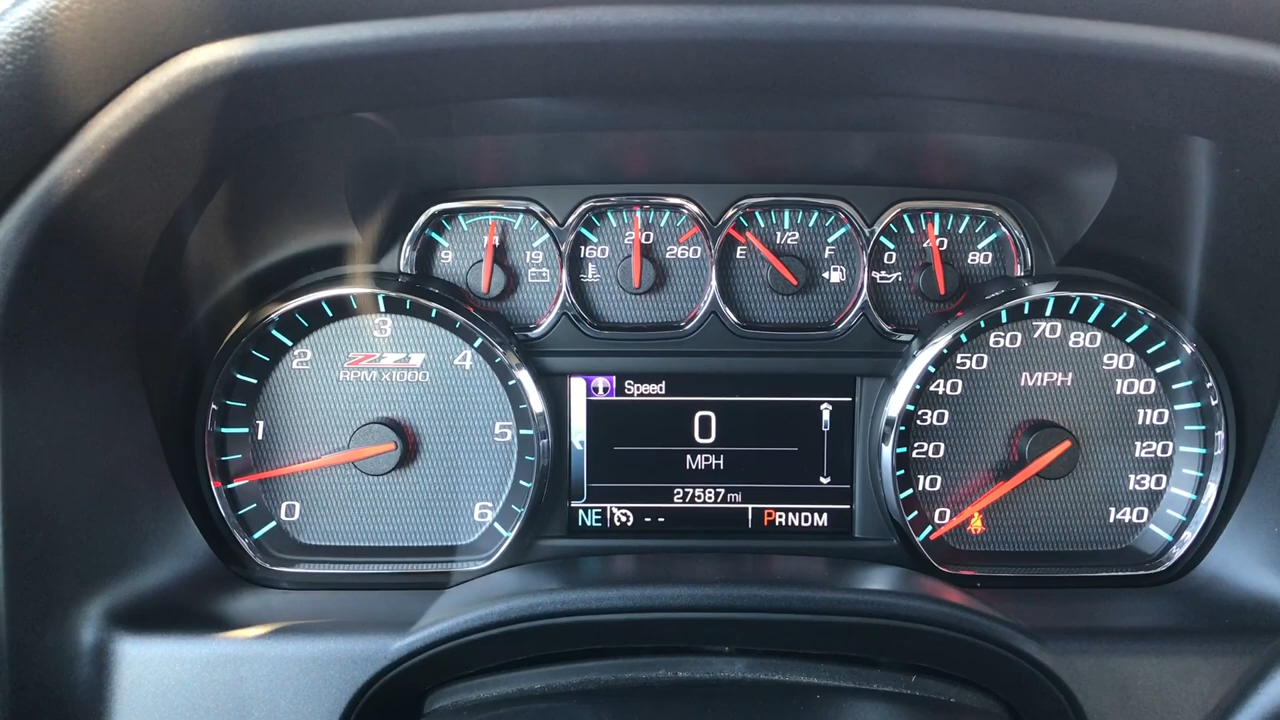 9 14 19
160 210 260
E 1/2 F
0 40 80
0 1 2 3 4 5 6
Z71
RPM X1000
Speed
0
MPH
27587 mi
NE -- PRNDM
0 10 20 30 40 50 60 70 80 90 100 110 120 130 140
MPH